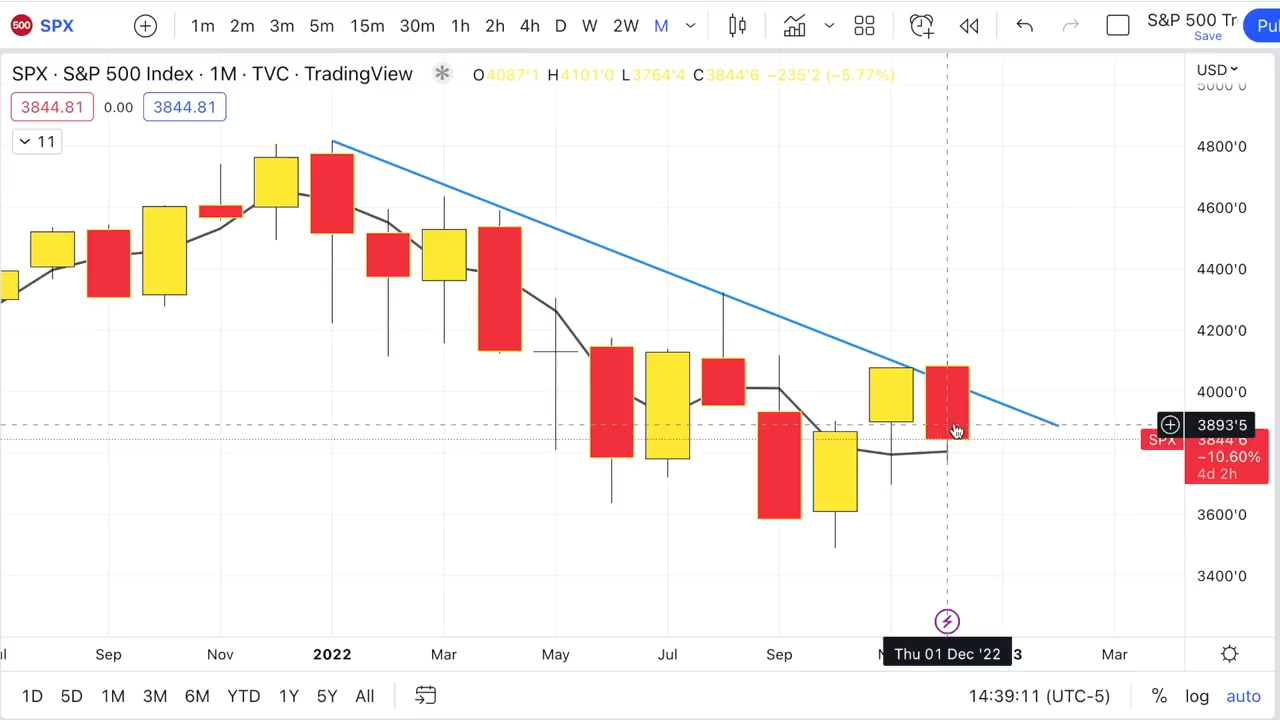 500 SPX 1m 2m 3m 5m 15m 30m 1h 2h 4h D W 2W M S&P 500 Tr Save Pu
SPX · S&P 500 Index · 1M · TVC · TradingView O4087'1 H4101'0 L3764'4 C3844'6 −235'2 (−5.77%) USD
3844.81 0.00 3844.81
11
5000'0
4800'0
4600'0
4400'0
4200'0
4000'0
3893'5
SPX 3844'6
−10.60%
4d 2h
3600'0
3400'0
Sep Nov 2022 Mar May Jul Sep Thu 01 Dec '22 3 Mar
1D 5D 1M 3M 6M YTD 1Y 5Y All 14:39:11 (UTC-5) % log auto